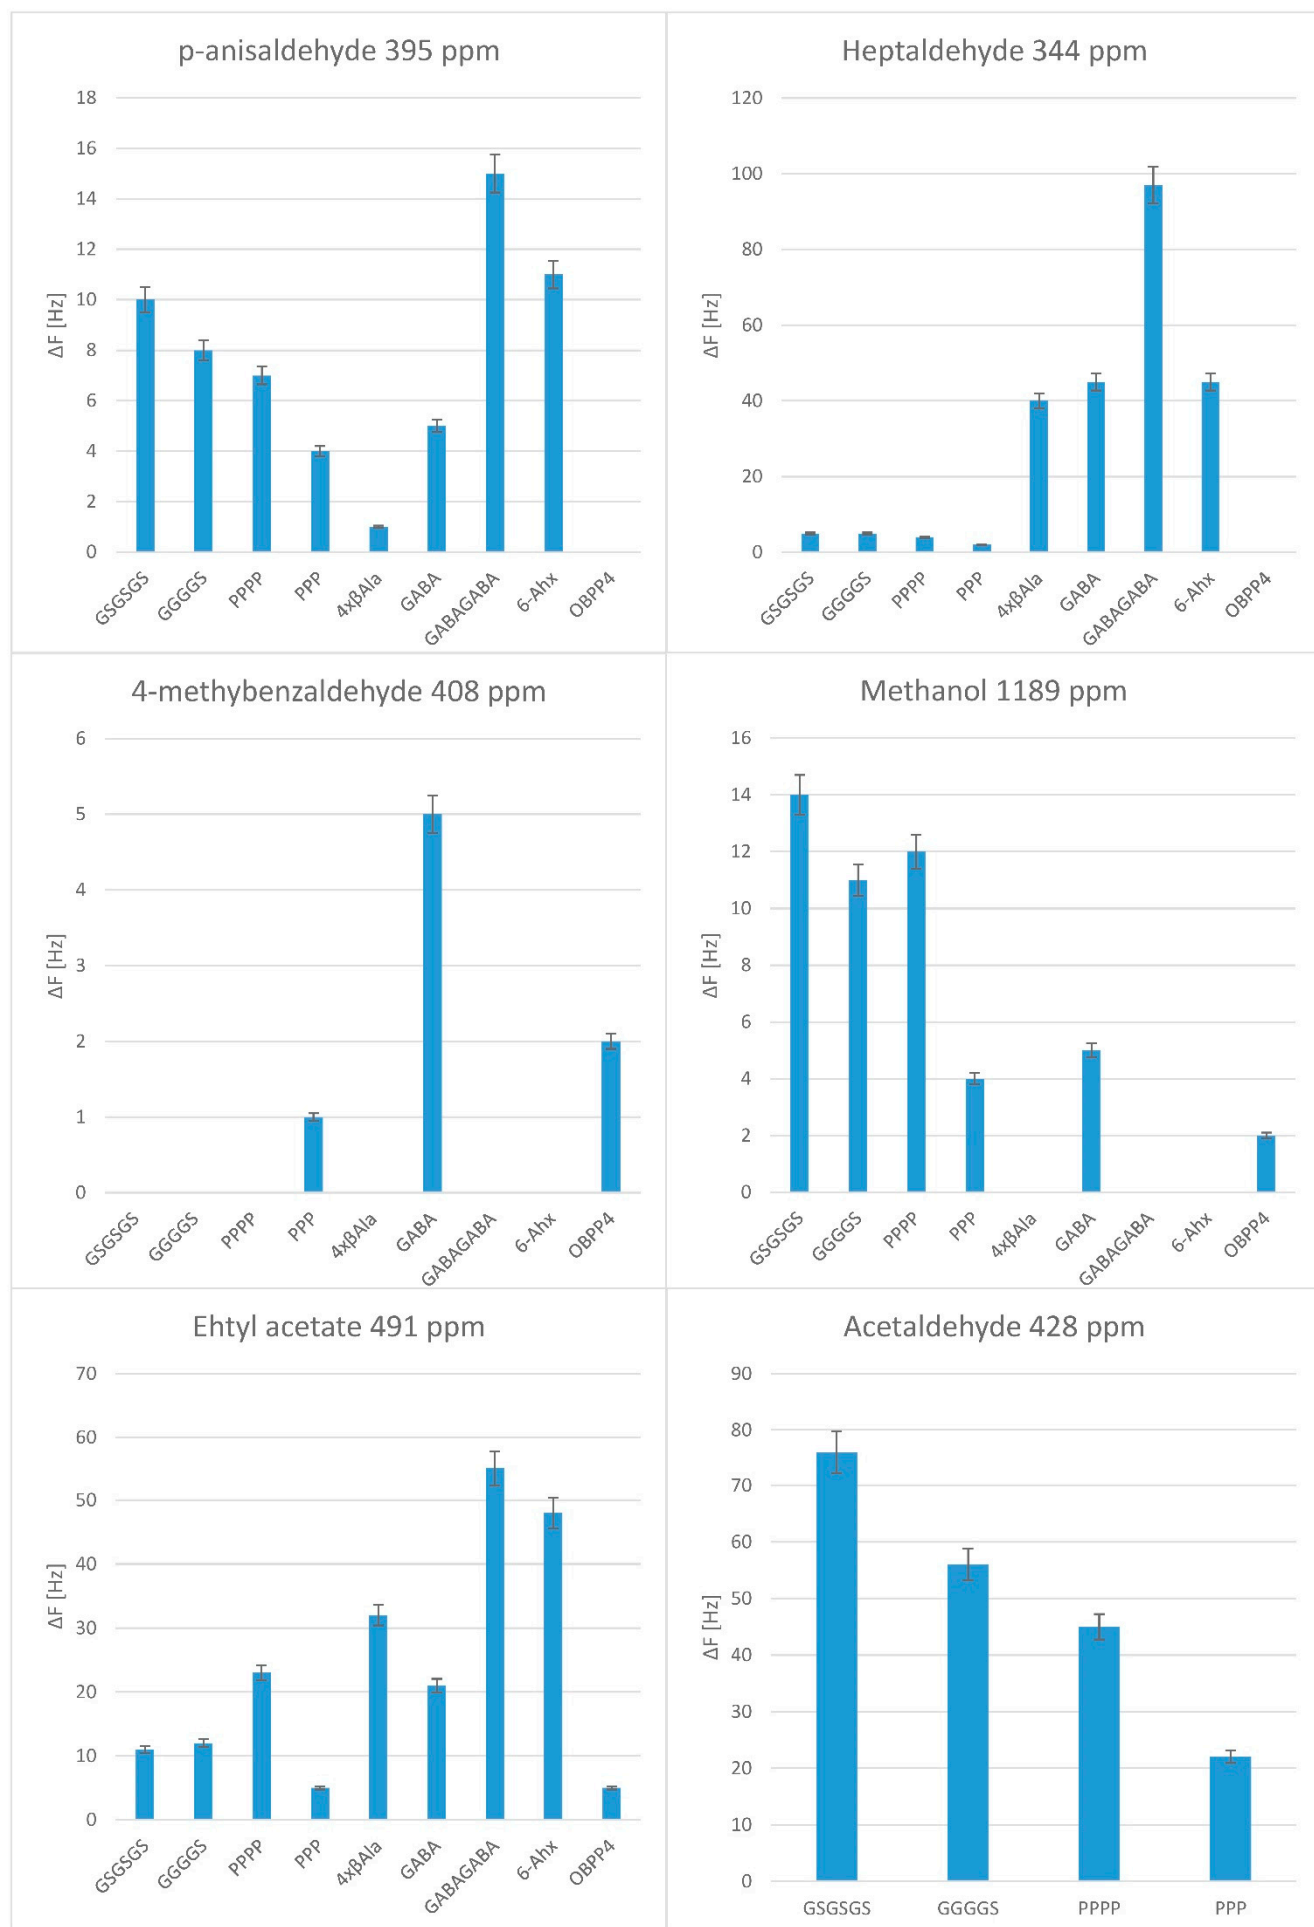 p-anisaldehyde 395 ppm
18
16
14
12
10
8
6
4
2
0
ΔF [Hz]
GSGSGS
GGGGS
PPPP
PPP
4xβAla
GABA
GABAGABA
6-Ahx
OBPP4
Heptaldehyde 344 ppm
120
100
80
60
40
20
0
ΔF [Hz]
GSGSGS
GGGGS
PPPP
PPP
4xβAla
GABA
GABAGABA
6-Ahx
OBPP4
4-methybenzaldehyde 408 ppm
6
5
4
3
2
1
0
ΔF [Hz]
GSGSGS
GGGGS
PPPP
PPP
4xβAla
GABA
GABAGABA
6-Ahx
OBPP4
Methanol 1189 ppm
16
14
12
10
8
6
4
2
0
ΔF [Hz]
GSGSGS
GGGGS
PPPP
PPP
4xβAla
GABA
GABAGABA
6-Ahx
OBPP4
Ehtyl acetate 491 ppm
70
60
50
40
30
20
10
0
ΔF [Hz]
GSGSGS
GGGGS
PPPP
PPP
4xβAla
GABA
GABAGABA
6-Ahx
OBPP4
Acetaldehyde 428 ppm
90
80
70
60
50
40
30
20
10
0
ΔF [Hz]
GSGSGS
GGGGS
PPPP
PPP